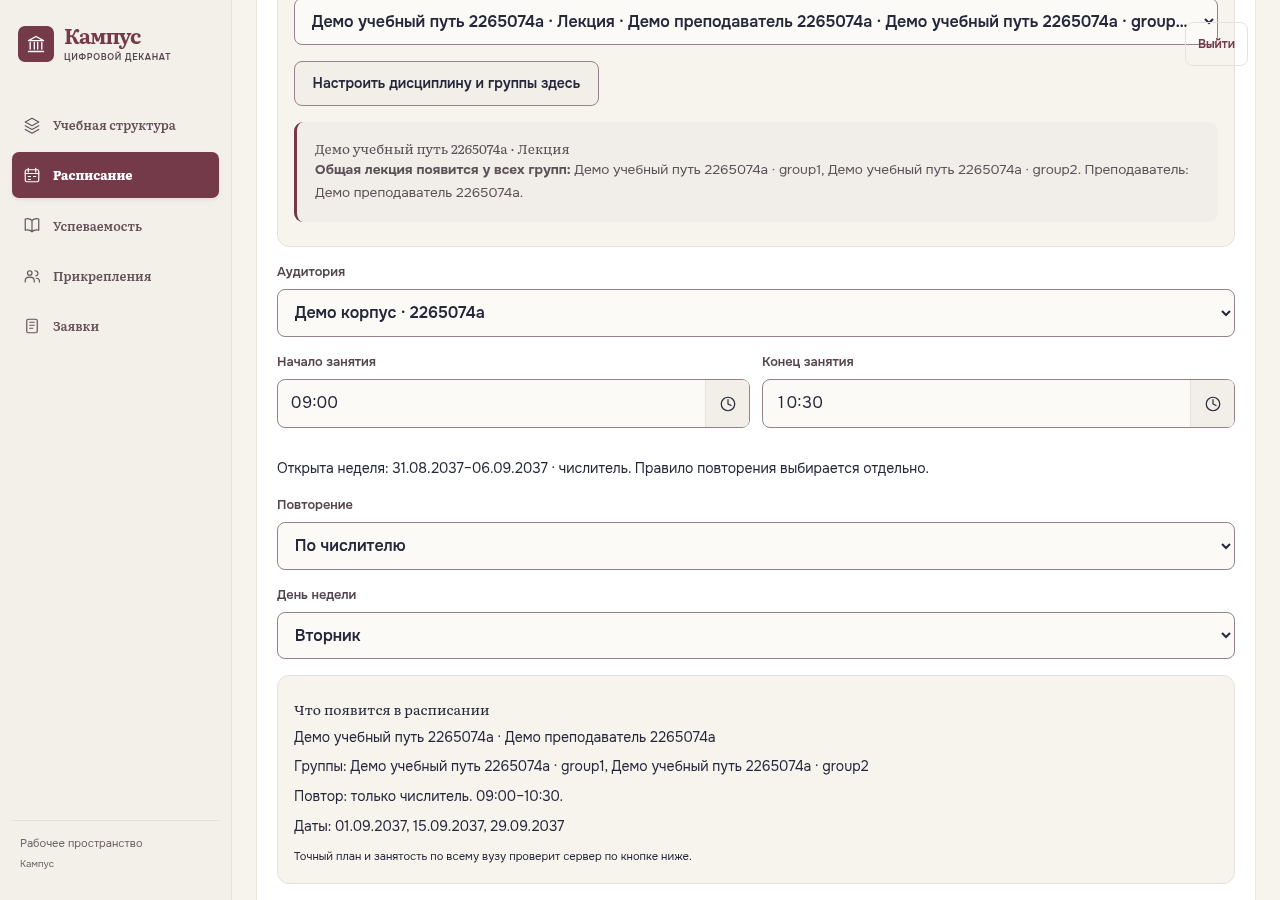 Кампус
ЦИФРОВОЙ ДЕКАНАТ
Учебная структура
Расписание
Успеваемость
Прикрепления
Заявки
Рабочее пространство
Кампус
Выйти
Демо учебный путь 2265074a · Лекция · Демо преподаватель 2265074a · Демо учебный путь 2265074a · group...
Настроить дисциплину и группы здесь
Демо учебный путь 2265074a · Лекция
Общая лекция появится у всех групп: Демо учебный путь 2265074a · group1, Демо учебный путь 2265074a · group2. Преподаватель:
Демо преподаватель 2265074a.
Аудитория
Демо корпус · 2265074a
Начало занятия
Конец занятия
09:00
10:30
Открыта неделя: 31.08.2037–06.09.2037 · числитель. Правило повторения выбирается отдельно.
Повторение
По числителю
День недели
Вторник
Что появится в расписании
Демо учебный путь 2265074a · Демо преподаватель 2265074a
Группы: Демо учебный путь 2265074a · group1, Демо учебный путь 2265074a · group2
Повтор: только числитель. 09:00–10:30.
Даты: 01.09.2037, 15.09.2037, 29.09.2037
Точный план и занятость по всему вузу проверит сервер по кнопке ниже.